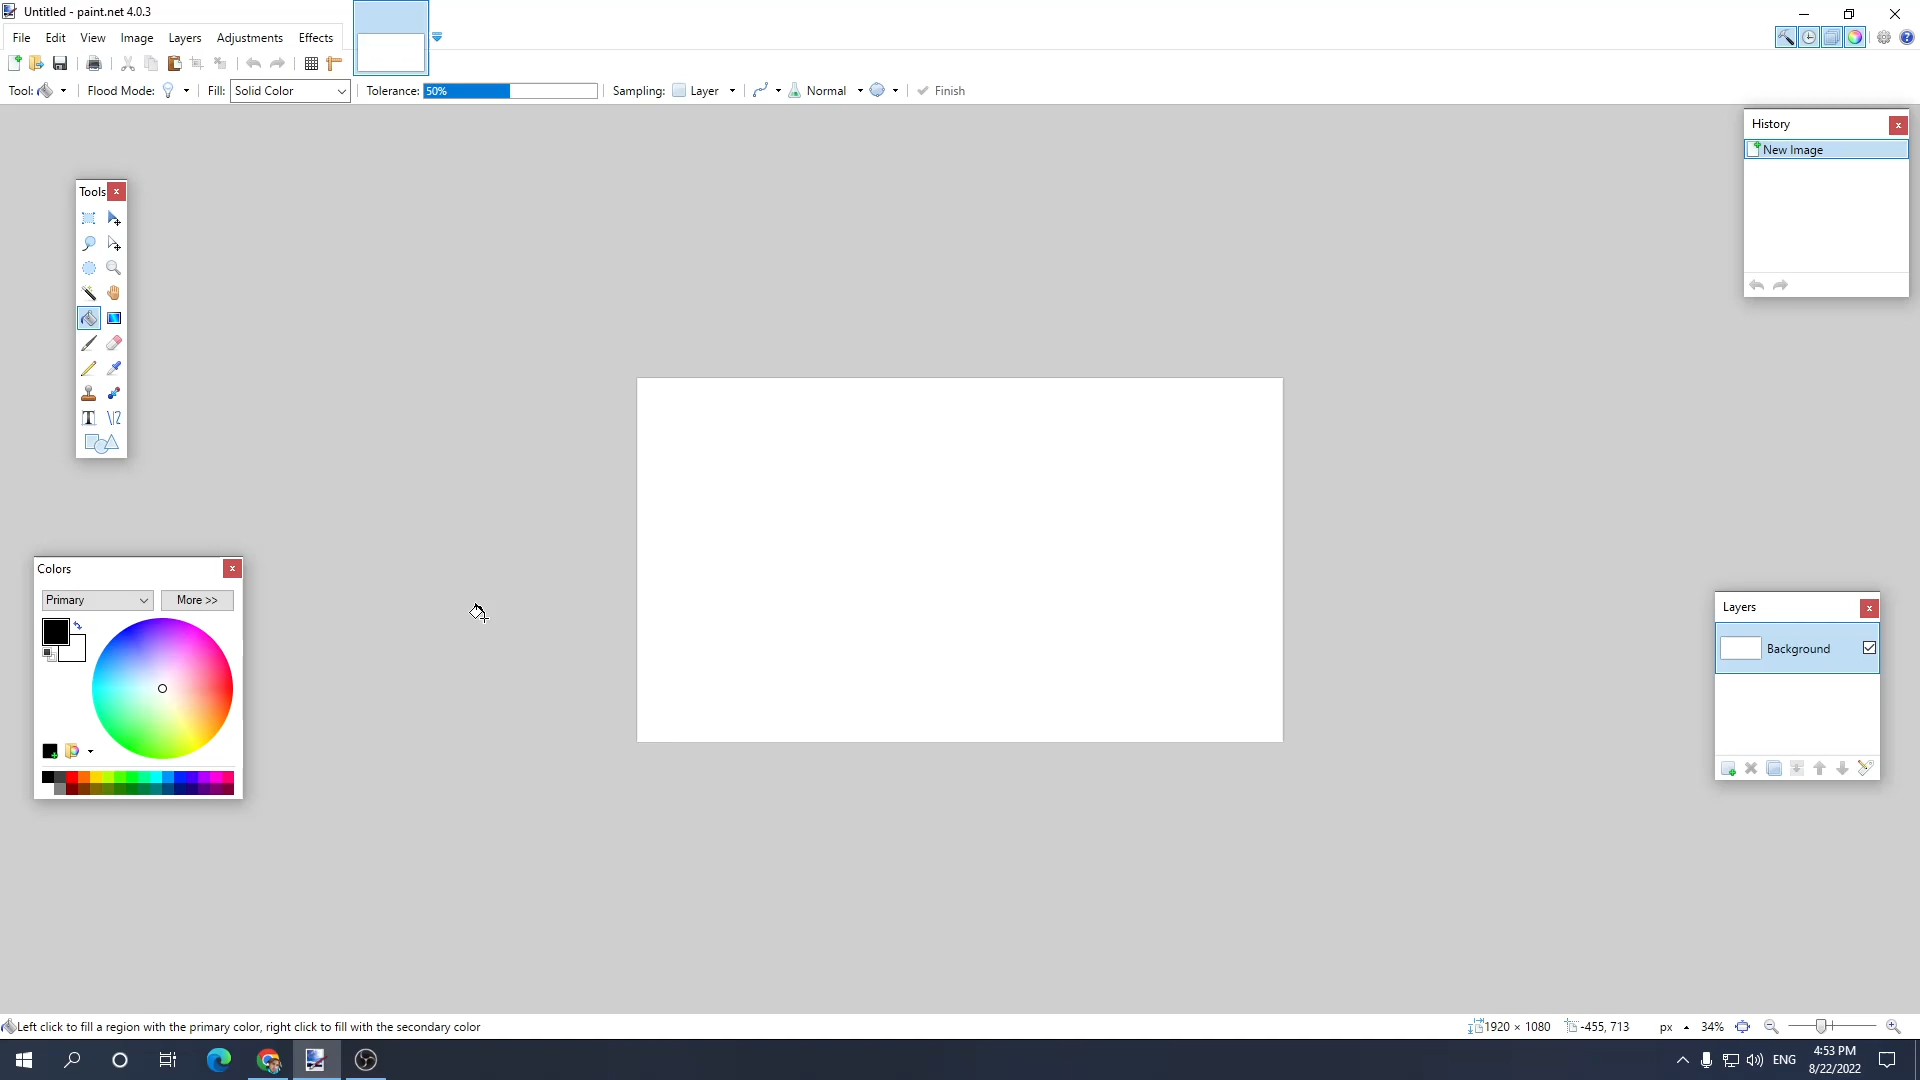 Untitled - paint.net 4.0.3
File Edit View Image Layers Adjustments Effects
Tool: Flood Mode: Fill: Solid Color Tolerance: 50% Sampling: Layer Normal Finish
History
New Image
Tools
Colors
Primary More >>
Layers
Background
Left click to fill a region with the primary color, right click to fill with the secondary color
1920 × 1080 -455, 713 px 34%
ENG
4:53 PM
8/22/2022